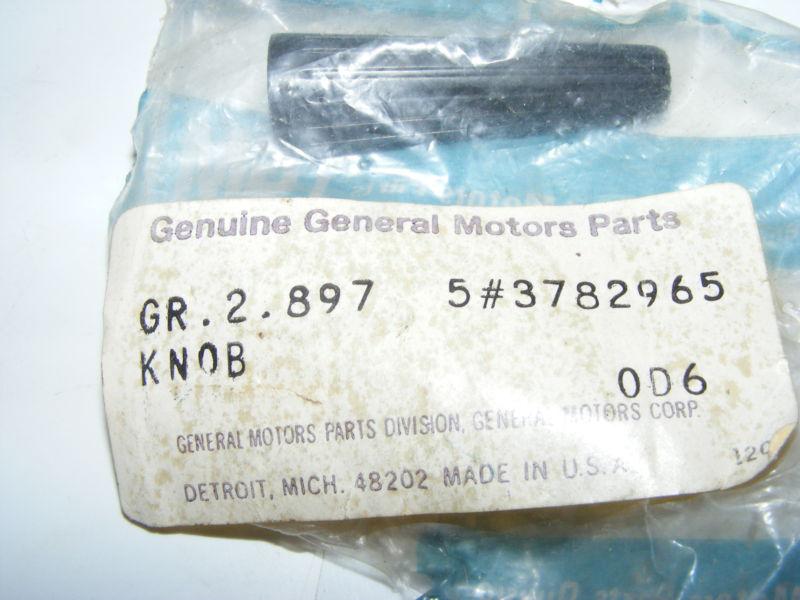 Genuine General Motors Parts
GR.2.897 5#3782965
KNOB
0D6
GENERAL MOTORS PARTS DIVISION, GENERAL MOTORS CORP.
DETROIT, MICH. 48202 MADE IN U.S.A.